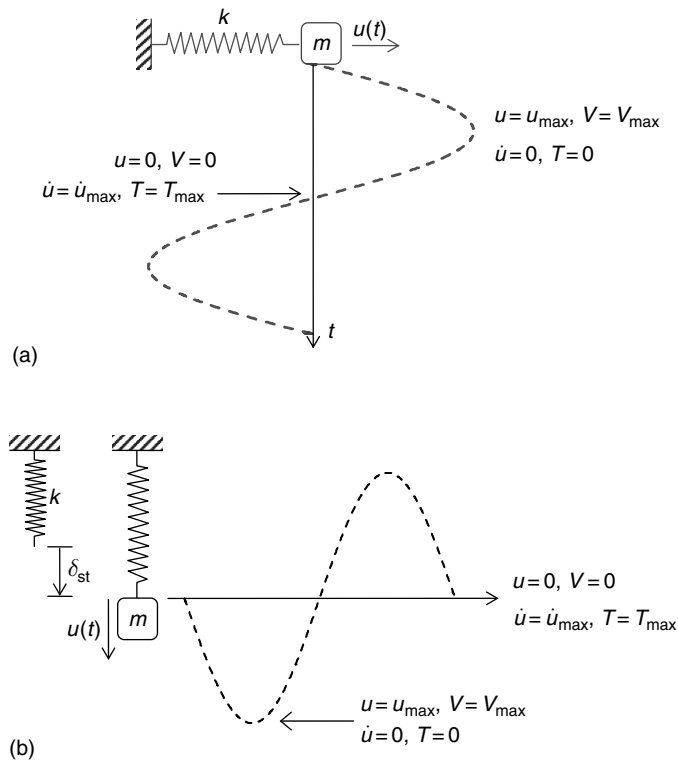 k
m
u(t)
u = u_max, V = V_max
u̇ = 0, T = 0
u = 0, V = 0
u̇ = u̇_max, T = T_max
t
(a)
k
δ_st
u(t)
m
u = 0, V = 0
u̇ = u̇_max, T = T_max
u = u_max, V = V_max
u̇ = 0, T = 0
(b)